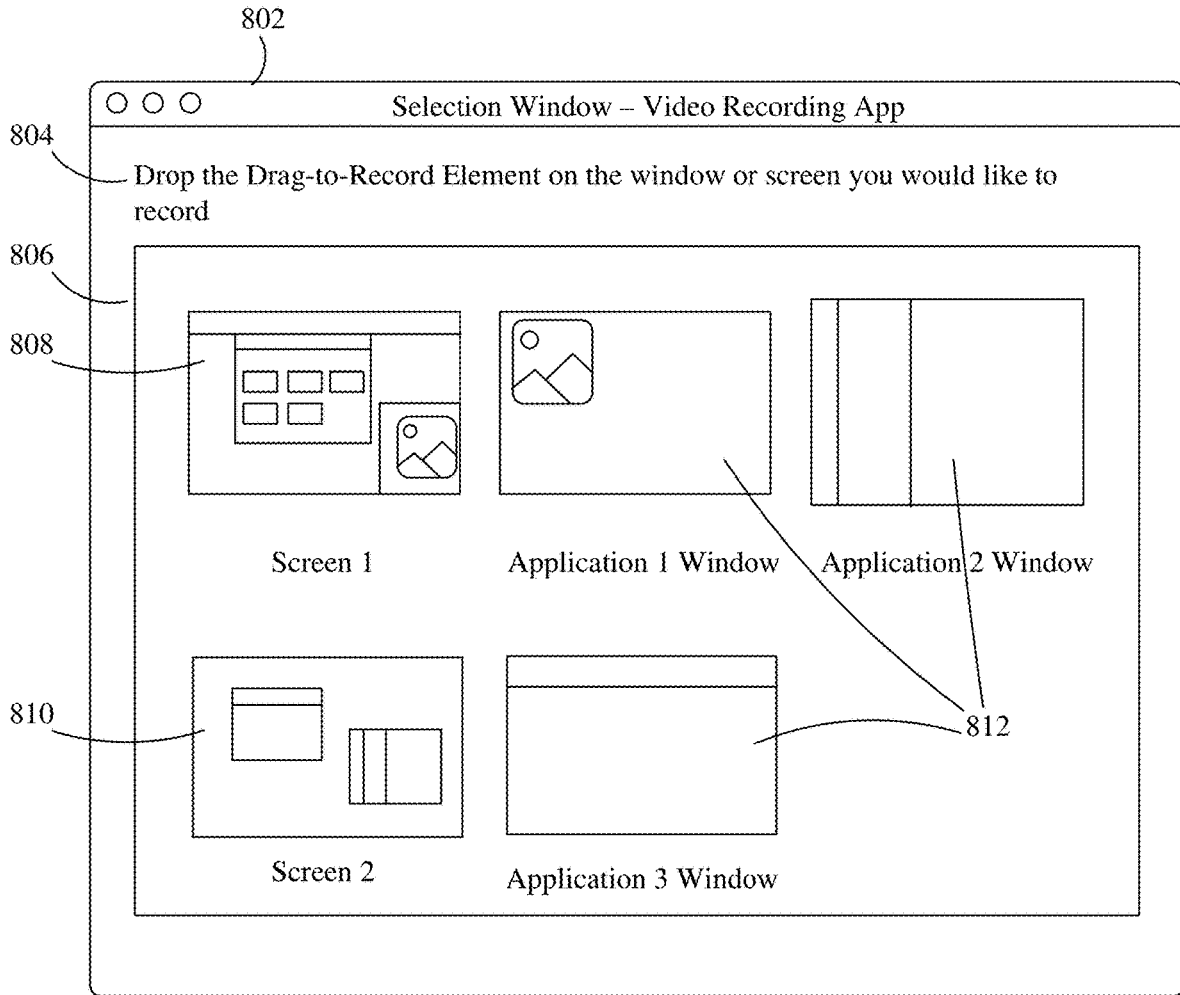 802
Selection Window – Video Recording App
804
Drop the Drag-to-Record Element on the window or screen you would like to
record
806
808
Screen 1
Application 1 Window
Application 2 Window
810
812
Screen 2
Application 3 Window